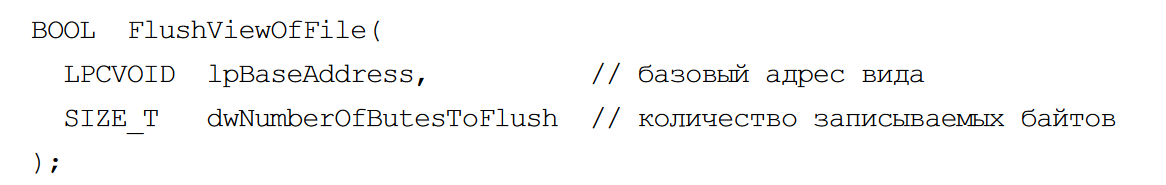 BOOL  FlushViewOfFile(
  LPCVOID  lpBaseAddress,          // базовый адрес вида
  SIZE_T   dwNumberOfButesToFlush  // количество записываемых байтов
);